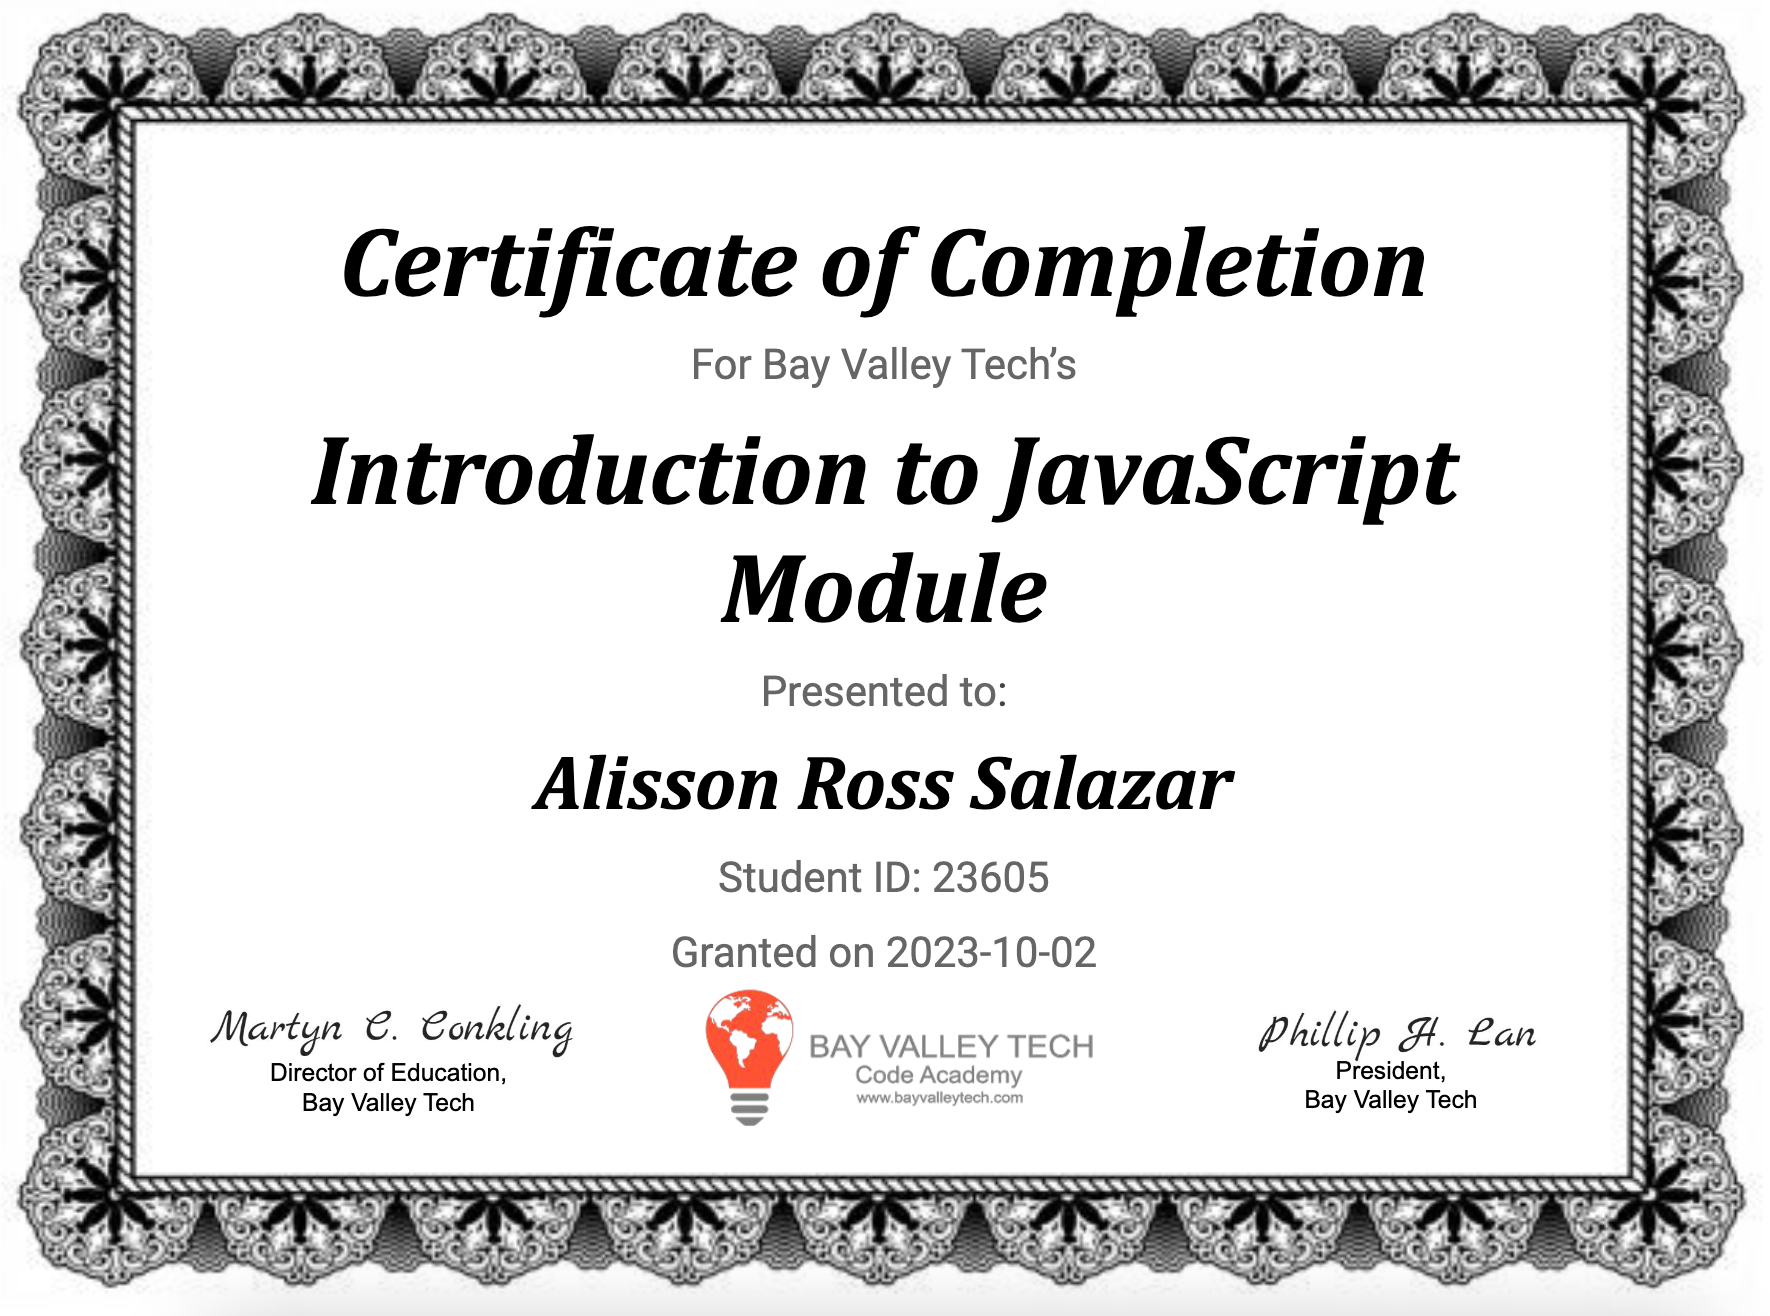 Certificate of Completion
For Bay Valley Tech’s
Introduction to JavaScript
Module
Presented to:
Alisson Ross Salazar
Student ID: 23605
Granted on 2023-10-02
Martyn C. Conkling
Director of Education,
Bay Valley Tech
BAY VALLEY TECH
Code Academy
www.bayvalleytech.com
Phillip H. Lan
President,
Bay Valley Tech